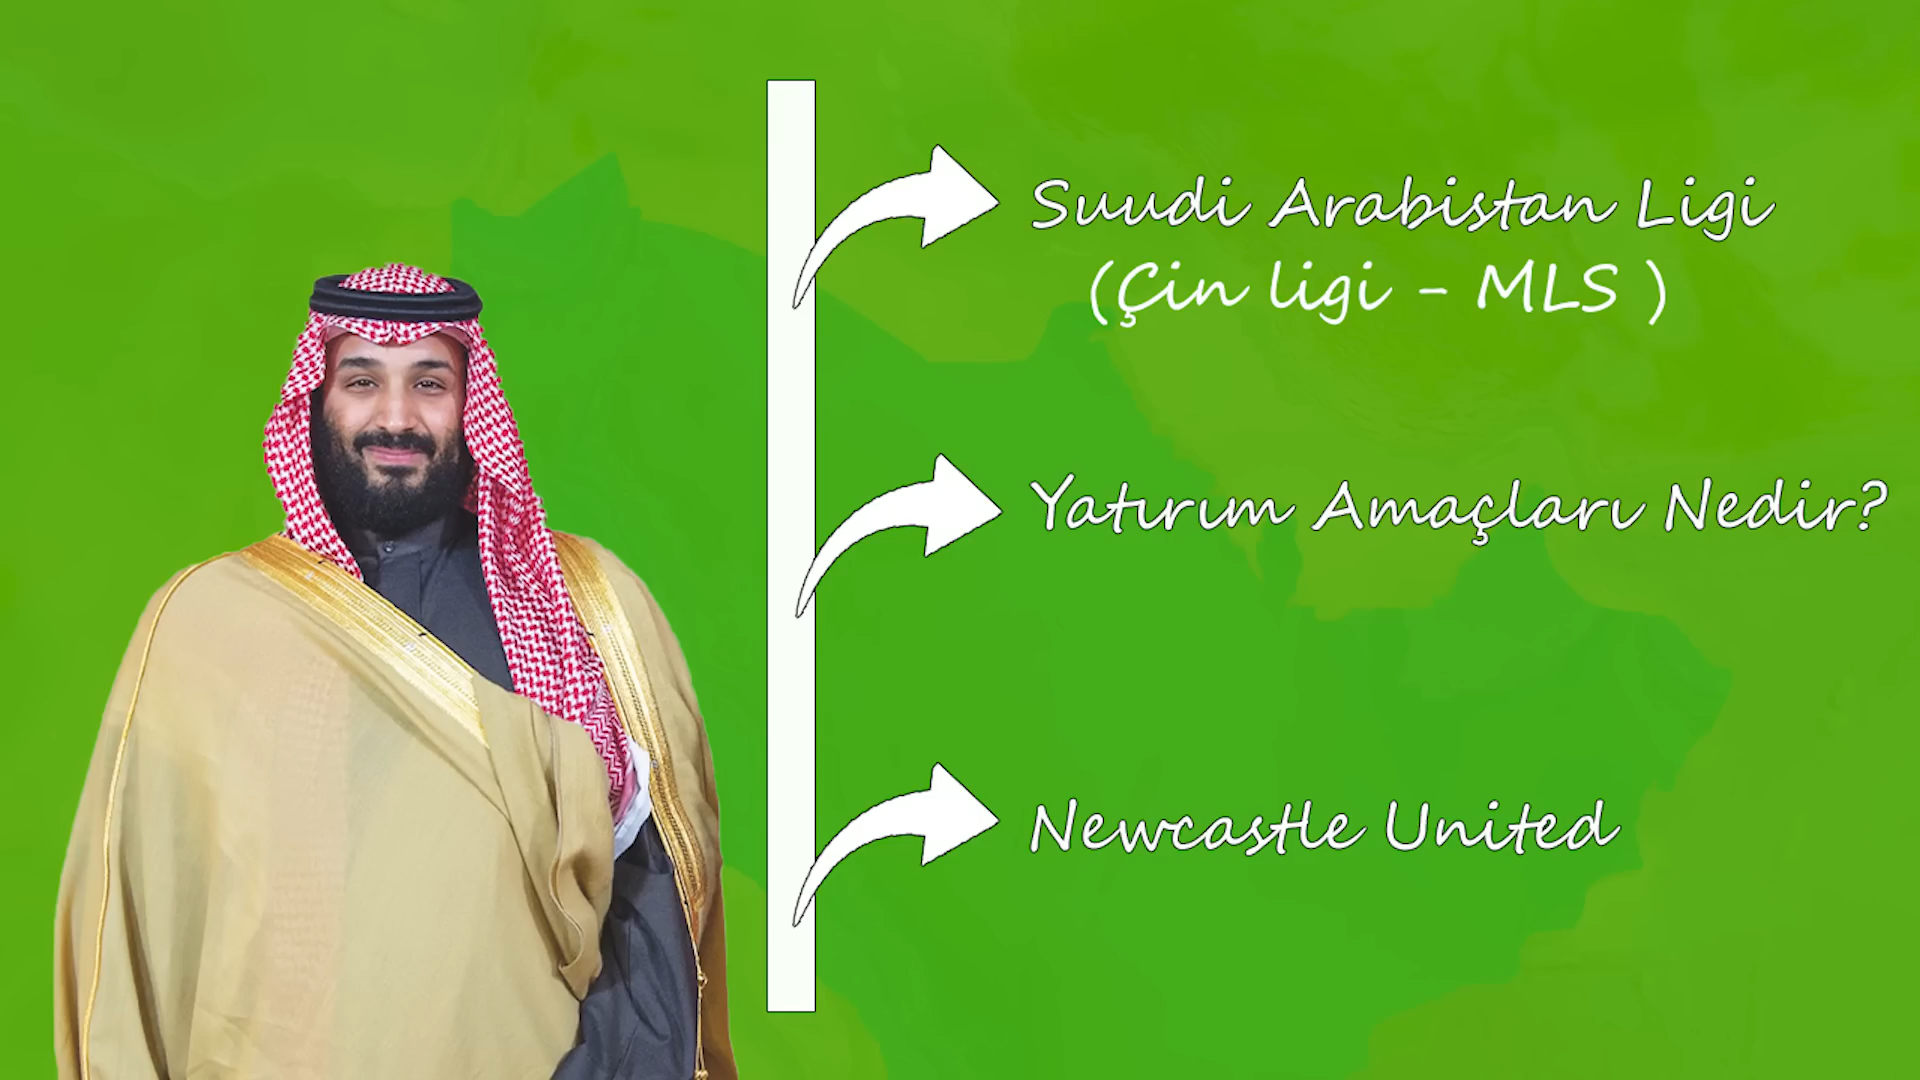 Suudi Arabistan Ligi
(Çin ligi - MLS )
Yatırım Amaçları Nedir?
Newcastle United